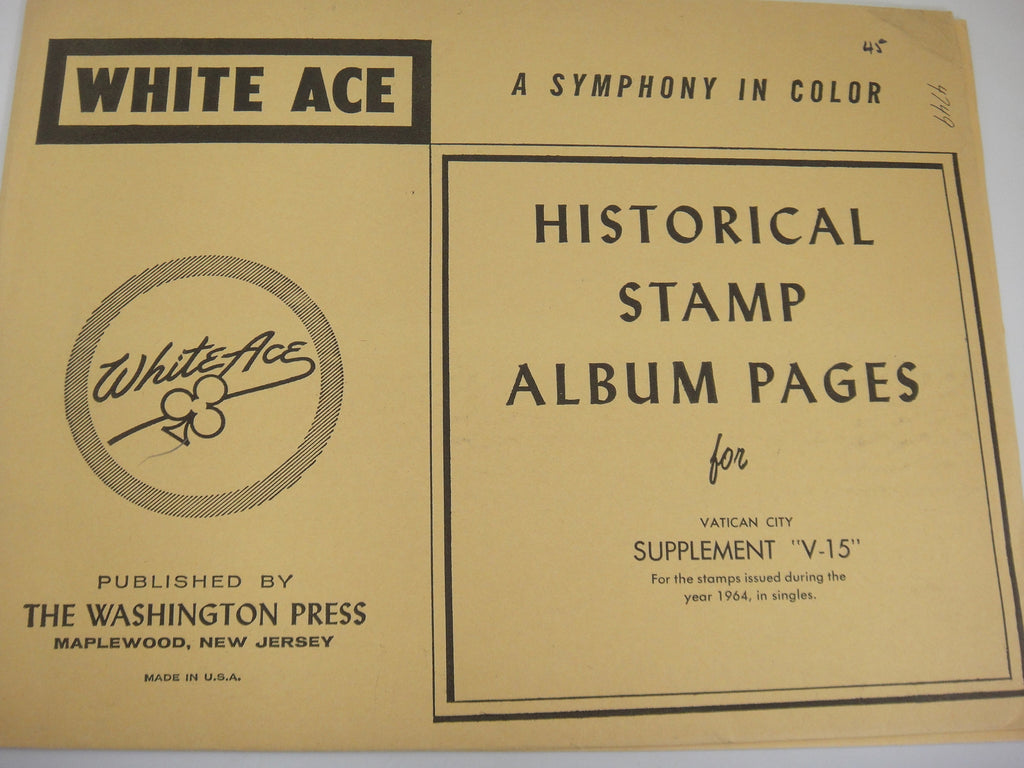 WHITE ACE
A SYMPHONY IN COLOR
45
4749
HISTORICAL
STAMP
ALBUM PAGES
for
VATICAN CITY
SUPPLEMENT "V-15"
For the stamps issued during the
year 1964, in singles.
White Ace
PUBLISHED BY
THE WASHINGTON PRESS
MAPLEWOOD, NEW JERSEY
MADE IN U.S.A.